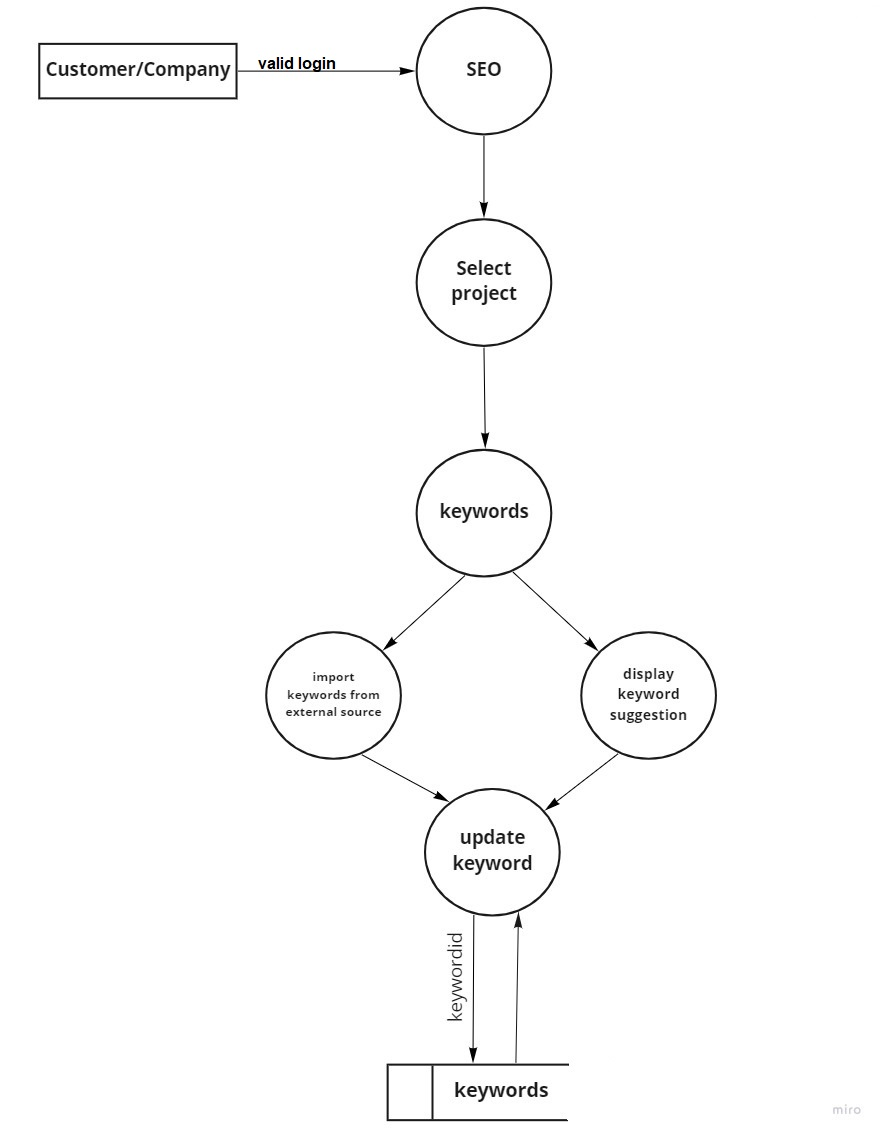 Customer/Company
valid login
SEO
Select
project
keywords
import
keywords from
external source
display
keyword
suggestion
update
keyword
keywordid
keywords
miro